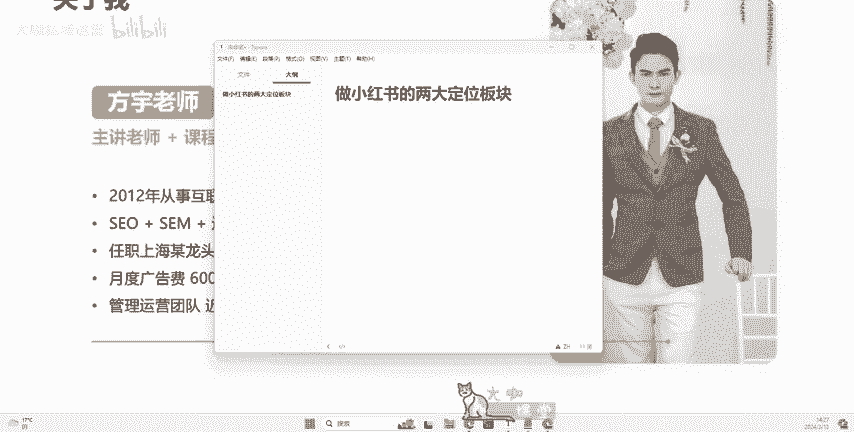 关于我
bilibili
文件(F) 编辑(E) 段落(P) 格式(O) 视图(V) 主题(T) 帮助(H)
文件 大纲
做小红书的两大定位板块
做小红书的两大定位板块
方宇老师
主讲老师 + 课程
2012年从事互联
SEO + SEM +
任职上海某龙头
月度广告费 600
管理运营团队 近
ZH
17°C
搜索
14:27